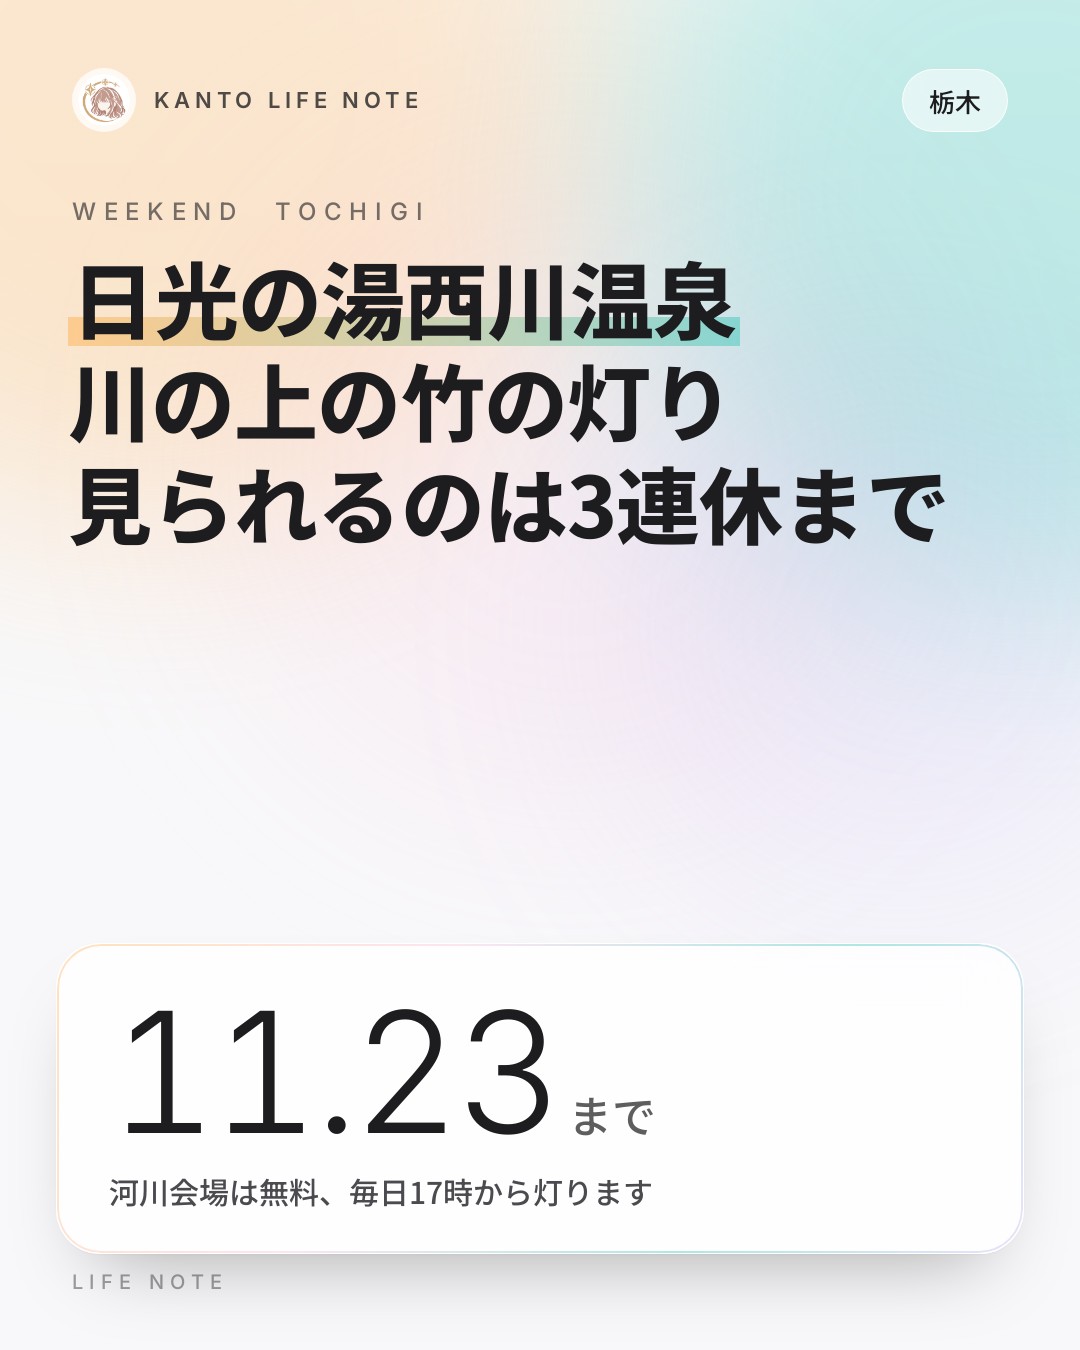 KANTO LIFE NOTE
栃木
WEEKEND TOCHIGI
日光の湯西川温泉
川の上の竹の灯り
見られるのは3連休まで
11.23 まで
河川会場は無料、毎日17時から灯ります
LIFE NOTE